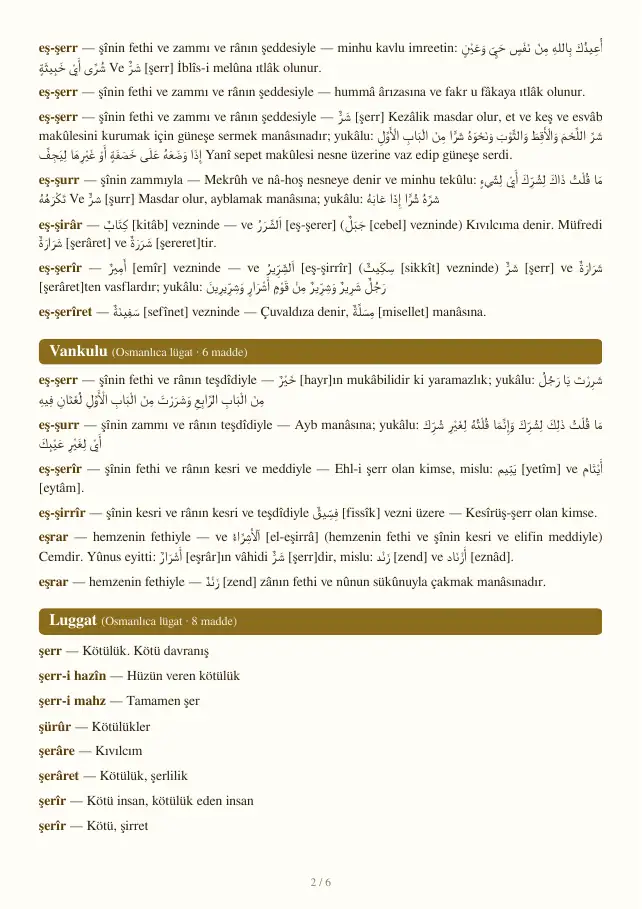 eş-şerr — şînin fethi ve zammı ve rânın şeddesiyle — minhu kavlu imreetin: أُعِيذُكَ بِاللهِ مِنْ نَفْسٍ حَرَّى وَعَيْنٍ
شُرَّى أَيْ خَبِيثَةٍ Ve شَرٌّ [şerr] İblîs-i melûna ıtlâk olunur.
eş-şerr — şînin fethi ve zammı ve rânın şeddesiyle — hummâ ârızasına ve fakr u fâkaya ıtlâk olunur.
eş-şerr — şînin fethi ve zammı ve rânın şeddesiyle — شَرٌّ [şerr] Kezâlik masdar olur, et ve keş ve esvâb
makûlesini kurumak için güneşe sermek manâsınadır; yukâlu: شَرَّ اللَّحْمَ وَالْأَقِطَ وَالثَّوْبَ وَنَحْوَهُ شَرًّا مِنَ الْبَابِ الْأَوَّلِ
إِذَا وَضَعَهُ عَلَى خَصَفَةٍ أَوْ غَيْرِهَا لِيَجِفَّ Yanî sepet makûlesi nesne üzerine vaz edip güneşe serdi.
eş-şurr — şînin zammıyla — Mekrûh ve nâ-hoş nesneye denir ve minhu tekûlu: مَا قُلْتُ ذَاكَ لِشُرِّكَ أَيْ لِشَيْءٍ
تَكْرَهُهُ Ve شُرٌّ [şurr] Masdar olur, ayblamak manâsına; yukâlu: شَرَّهُ شُرًّا إِذَا عَابَهُ
eş-şirâr — كِتَابٌ [kitâb] vezninde — ve اَلشَّرَرُ [eş-şerer] (جَبَلٌ [cebel] vezninde) Kıvılcıma denir. Müfredi
شَرَارَةٌ [şerâret] ve شَرَرَةٌ [şereret]tir.
eş-şerîr — أَمِيرٌ [emîr] vezninde — ve اَلشِّرِّيرُ [eş-şirrîr] (سِكِّيتٌ [sikkît] vezninde) شَرٌّ [şerr] ve شَرَارَةٌ
[şerâret]ten vasflardır; yukâlu: رَجُلٌ شَرِيرٌ وَشِرِّيرٌ مِنْ قَوْمٍ أَشْرَارٍ وَشِرِّيرِينَ
eş-şerîret — سَفِينَةٌ [sefînet] vezninde — Çuvaldıza denir, مِسَلَّةٌ [misellet] manâsına.
Vankulu (Osmanlıca lügat · 6 madde)
eş-şerr — şînin fethi ve rânın teşdîdiyle — خَيْرٌ [hayr]ın mukâbilidir ki yaramazlık; yukâlu: شَرِرْتَ يَا رَجُلُ
مِنَ الْبَابِ الرَّابِعِ وَشَرَرْتَ مِنَ الْبَابِ الْأَوَّلِ لُغَتَانِ فِيهِ
eş-şurr — şînin zammı ve rânın teşdîdiyle — Ayb manâsına; yukâlu: مَا قُلْتُ ذَلِكَ لِشُرِّكَ وَإِنَّمَا قُلْتُهُ لِغَيْرِ شُرِّكَ
أَيْ لِغَيْرِ عَيْبِكَ
eş-şerîr — şînin fethi ve rânın kesri ve meddiyle — Ehl-i şerr olan kimse, mislu: يَتِيم [yetîm] ve أَيْتَام
[eytâm].
eş-şirrîr — şînin kesri ve rânın kesri ve teşdîdiyle فِسِّيقٌ [fissîk] vezni üzere — Kesîrüş-şerr olan kimse.
eşrar — hemzenin fethiyle — ve اَلْأَشِرَّاءُ [el-eşirrâ] (hemzenin fethi ve şînin kesri ve elifin meddiyle)
Cemdir. Yûnus eyitti: أَشْرَارٌ [eşrâr]ın vâhidi شَرٌّ [şerr]dir, mislu: زَنْد [zend] ve أَزْنَاد [eznâd].
eşrar — hemzenin fethiyle — زَنْدٌ [zend] zânın fethi ve nûnun sükûnuyla çakmak manâsınadır.
Luggat (Osmanlıca lügat · 8 madde)
şerr — Kötülük. Kötü davranış
şerr-i hazîn — Hüzün veren kötülük
şerr-i mahz — Tamamen şer
şürûr — Kötülükler
şerâre — Kıvılcım
şerâret — Kötülük, şerlilik
şerîr — Kötü insan, kötülük eden insan
şerîr — Kötü, şirret
2 / 6